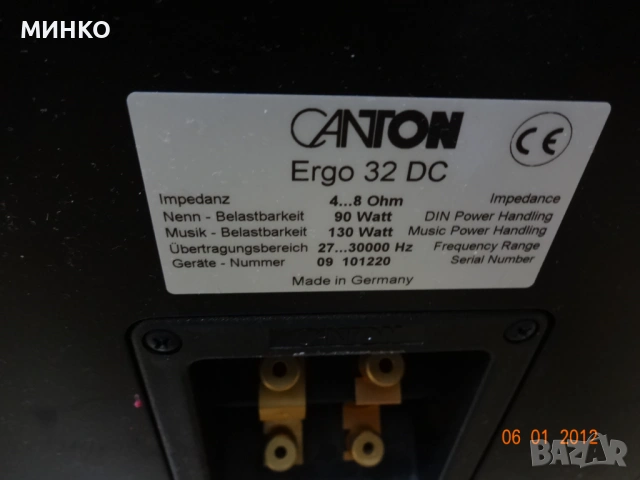 МИНКО
CANTON
CE
Ergo 32 DC
Impedanz 4...8 Ohm Impedance
Nenn - Belastbarkeit 90 Watt DIN Power Handling
Musik - Belastbarkeit 130 Watt Music Power Handling
Übertragungsbereich 27...30000 Hz Frequency Range
Geräte - Nummer 09 101220 Serial Number
Made in Germany
CANTON
06 01 2012
BAZAR